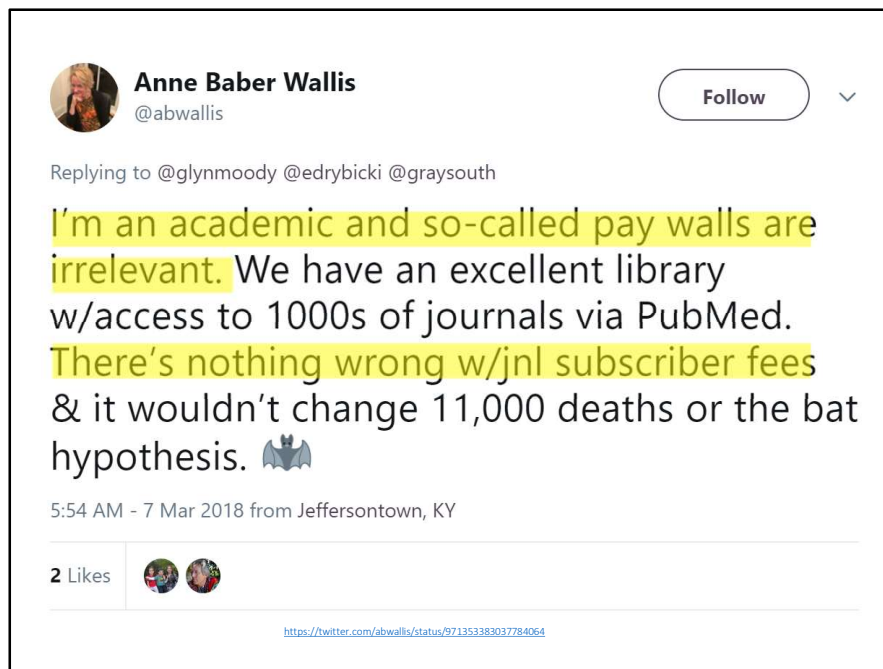 Anne Baber Wallis
@abwallis
Follow
Replying to @glynmoody @edrybicki @graysouth
I'm an academic and so-called pay walls are
irrelevant. We have an excellent library
w/access to 1000s of journals via PubMed.
There's nothing wrong w/jnl subscriber fees
& it wouldn't change 11,000 deaths or the bat
hypothesis. 🦇
5:54 AM - 7 Mar 2018 from Jeffersontown, KY
2 Likes
https://twitter.com/abwallis/status/971353383037784064